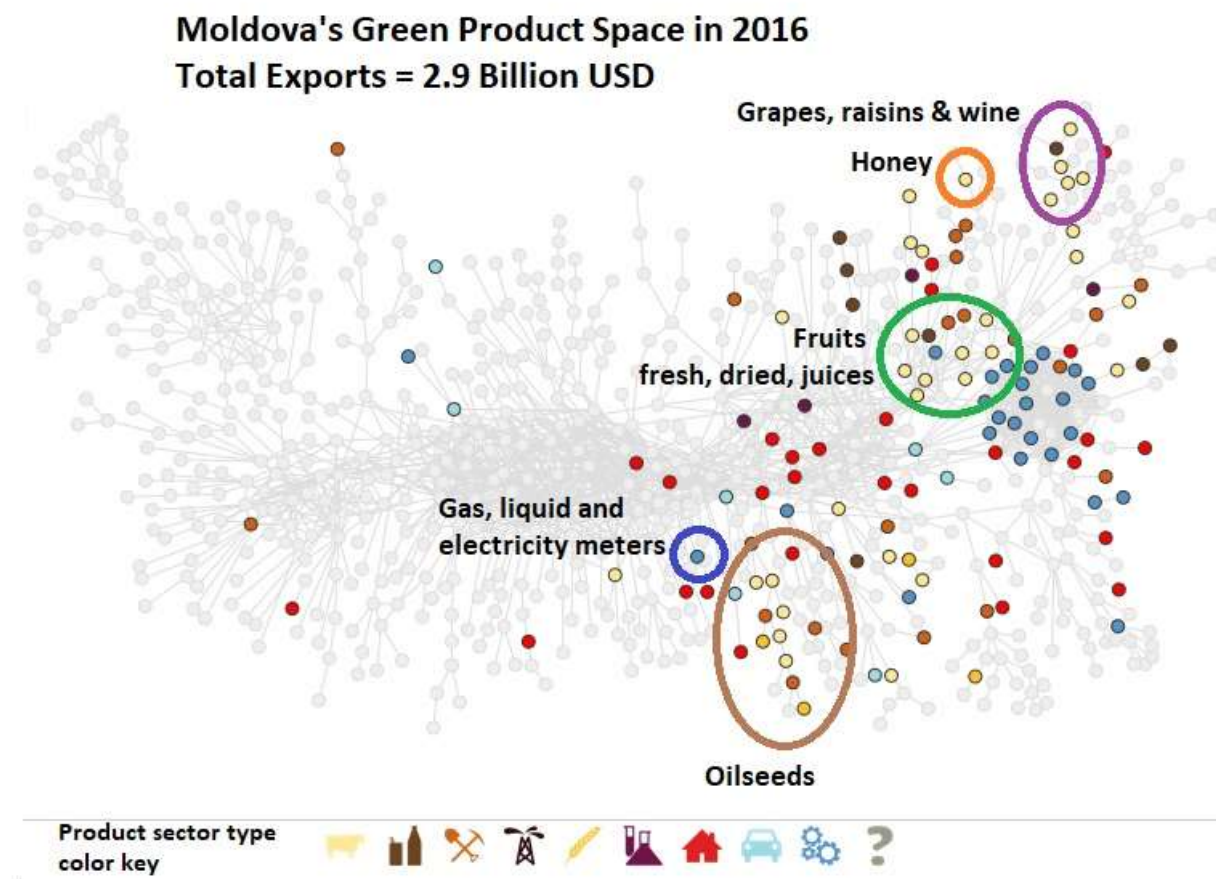 Moldova's Green Product Space in 2016
Total Exports = 2.9 Billion USD
Grapes, raisins & wine
Honey
Fruits
fresh, dried, juices
Gas, liquid and
electricity meters
Oilseeds
Product sector type
color key
?